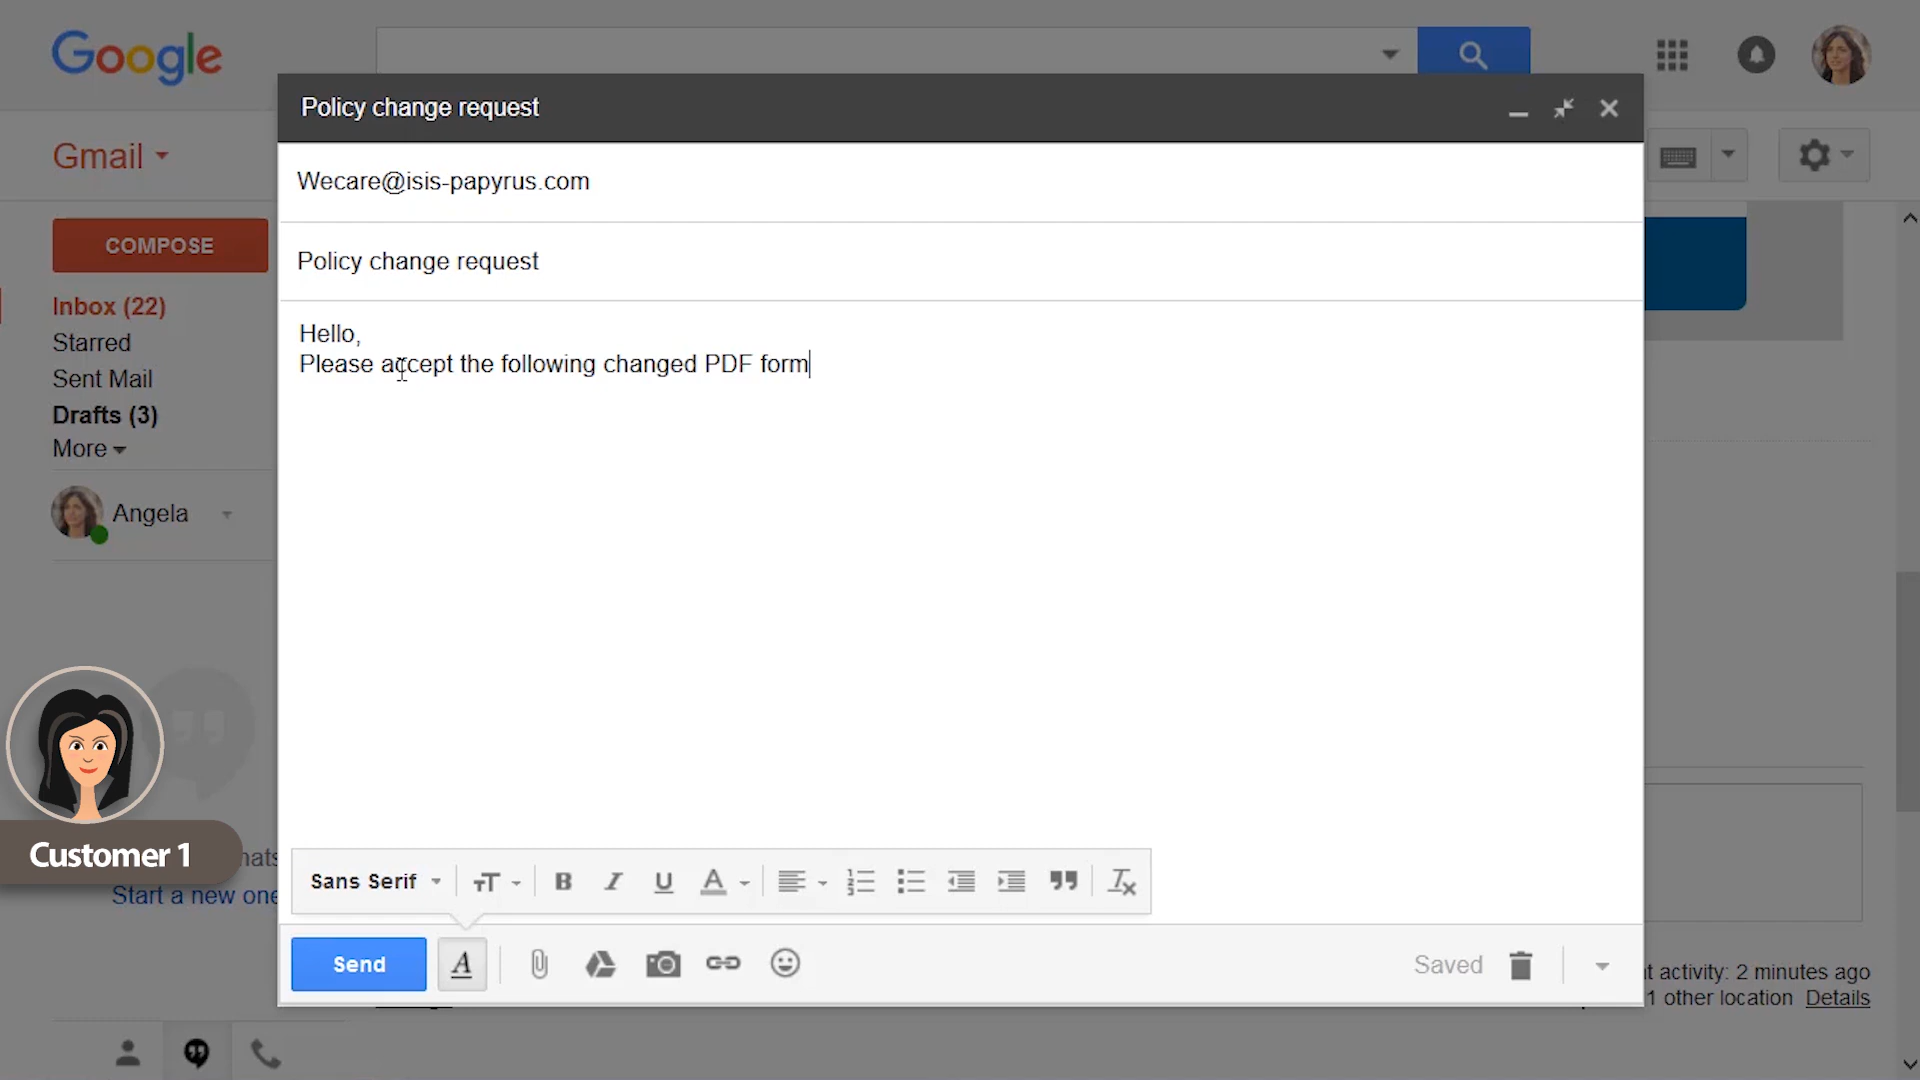 Google
Policy change request
Gmail
Wecare@isis-papyrus.com
COMPOSE
Policy change request
Inbox (22)
Starred
Sent Mail
Drafts (3)
More
Hello,
Please accept the following changed PDF form
Angela
Customer 1
Start a new one
Sans Serif
Send
Saved
activity: 2 minutes ago
1 other location Details